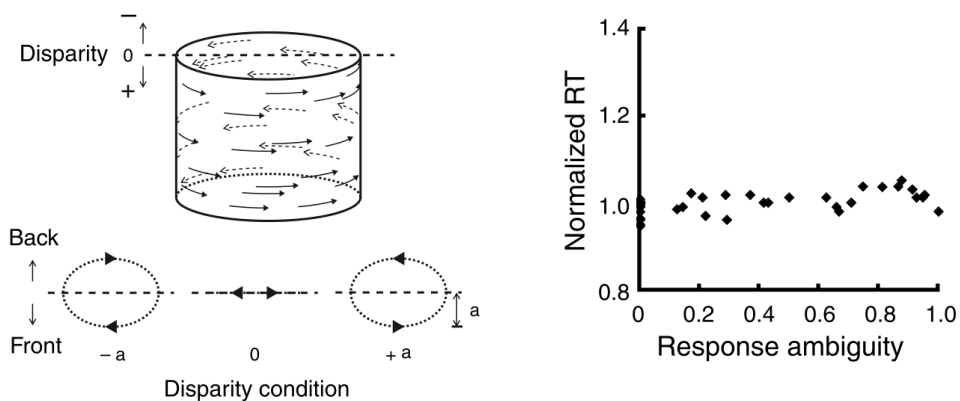 −
Disparity 0
+
Back
Front
− a
0
+ a
a
Disparity condition
1.4
1.2
1.0
0.8
Normalized RT
0 0.2 0.4 0.6 0.8 1.0
Response ambiguity